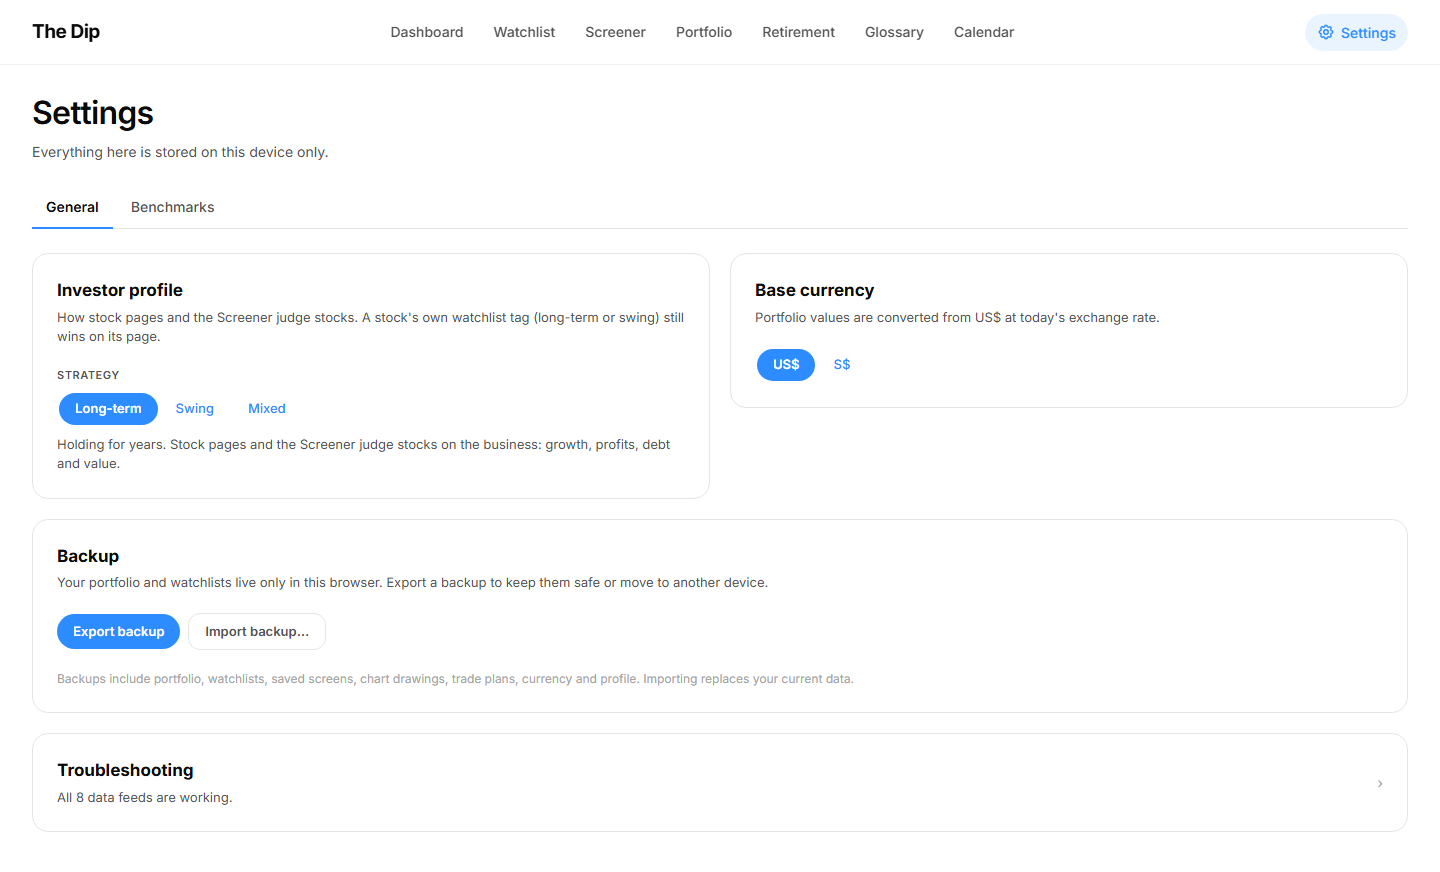 The Dip
Dashboard
Watchlist
Screener
Portfolio
Retirement
Glossary
Calendar
Settings
Settings
Everything here is stored on this device only.
General
Benchmarks
Investor profile
How stock pages and the Screener judge stocks. A stock's own watchlist tag (long-term or swing) still
wins on its page.
STRATEGY
Long-term
Swing
Mixed
Holding for years. Stock pages and the Screener judge stocks on the business: growth, profits, debt
and value.
Base currency
Portfolio values are converted from US$ at today's exchange rate.
US$
S$
Backup
Your portfolio and watchlists live only in this browser. Export a backup to keep them safe or move to another device.
Export backup
Import backup...
Backups include portfolio, watchlists, saved screens, chart drawings, trade plans, currency and profile. Importing replaces your current data.
Troubleshooting
All 8 data feeds are working.